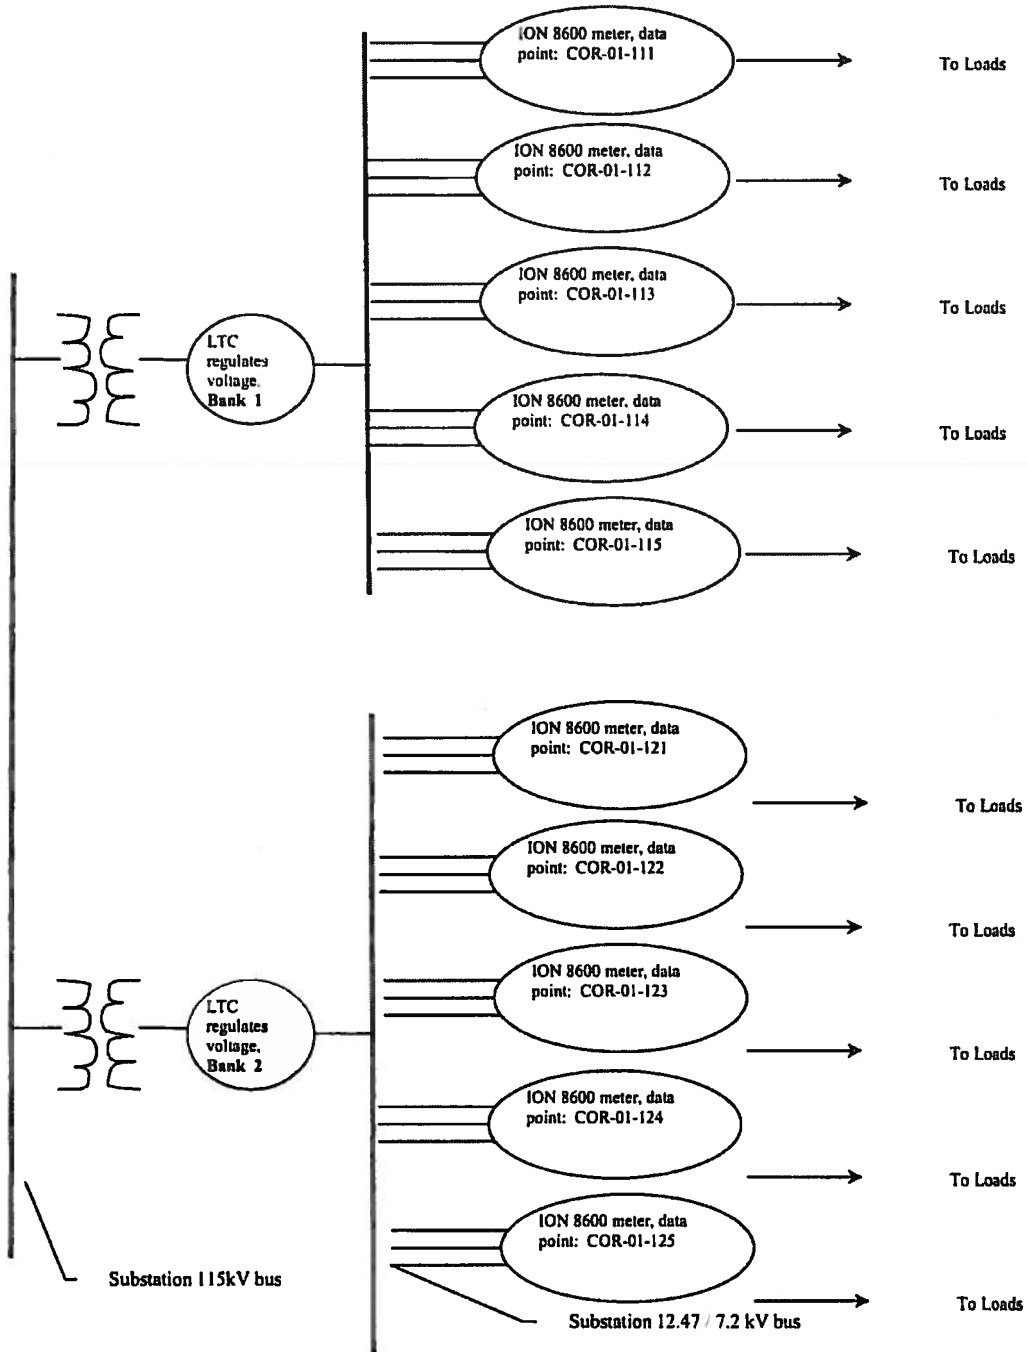 ION 8600 meter, data
point: COR-01-111
To Loads
ION 8600 meter, data
point: COR-01-112
To Loads
ION 8600 meter, data
point: COR-01-113
To Loads
LTC
regulates
voltage,
Bank 1
ION 8600 meter, data
point: COR-01-114
To Loads
ION 8600 meter, data
point: COR-01-115
To Loads
ION 8600 meter, data
point: COR-01-121
To Loads
ION 8600 meter, data
point: COR-01-122
To Loads
ION 8600 meter, data
point: COR-01-123
To Loads
LTC
regulates
voltage,
Bank 2
ION 8600 meter, data
point: COR-01-124
To Loads
ION 8600 meter, data
point: COR-01-125
To Loads
Substation 115kV bus
Substation 12.47 / 7.2 kV bus